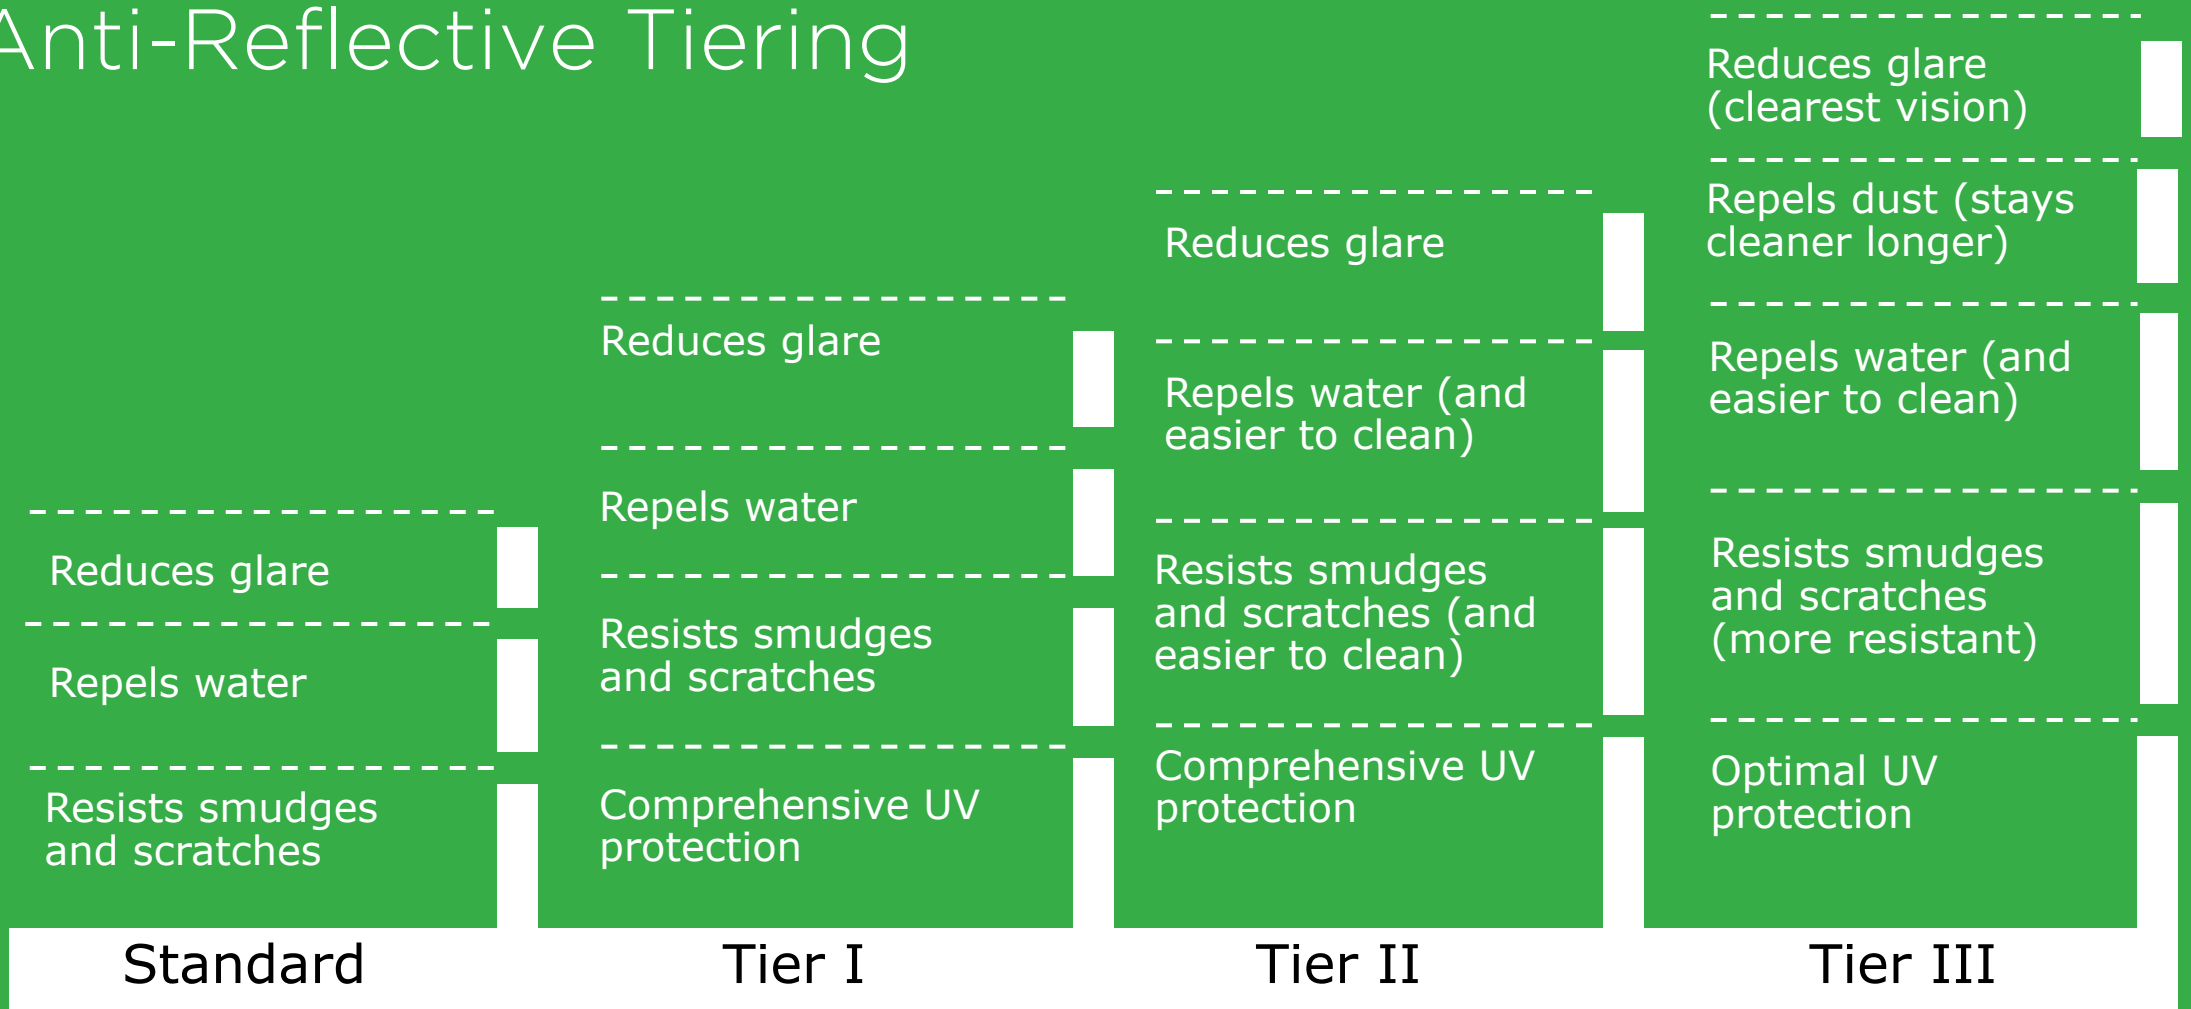 Anti-Reflective Tiering
Reduces glare
Repels water
Resists smudges
and scratches
Standard
Reduces glare
Repels water
Resists smudges
and scratches
Comprehensive UV
protection
Tier I
Reduces glare
Repels water (and
easier to clean)
Resists smudges
and scratches (and
easier to clean)
Comprehensive UV
protection
Tier II
Reduces glare
(clearest vision)
Repels dust (stays
cleaner longer)
Repels water (and
easier to clean)
Resists smudges
and scratches
(more resistant)
Optimal UV
protection
Tier III